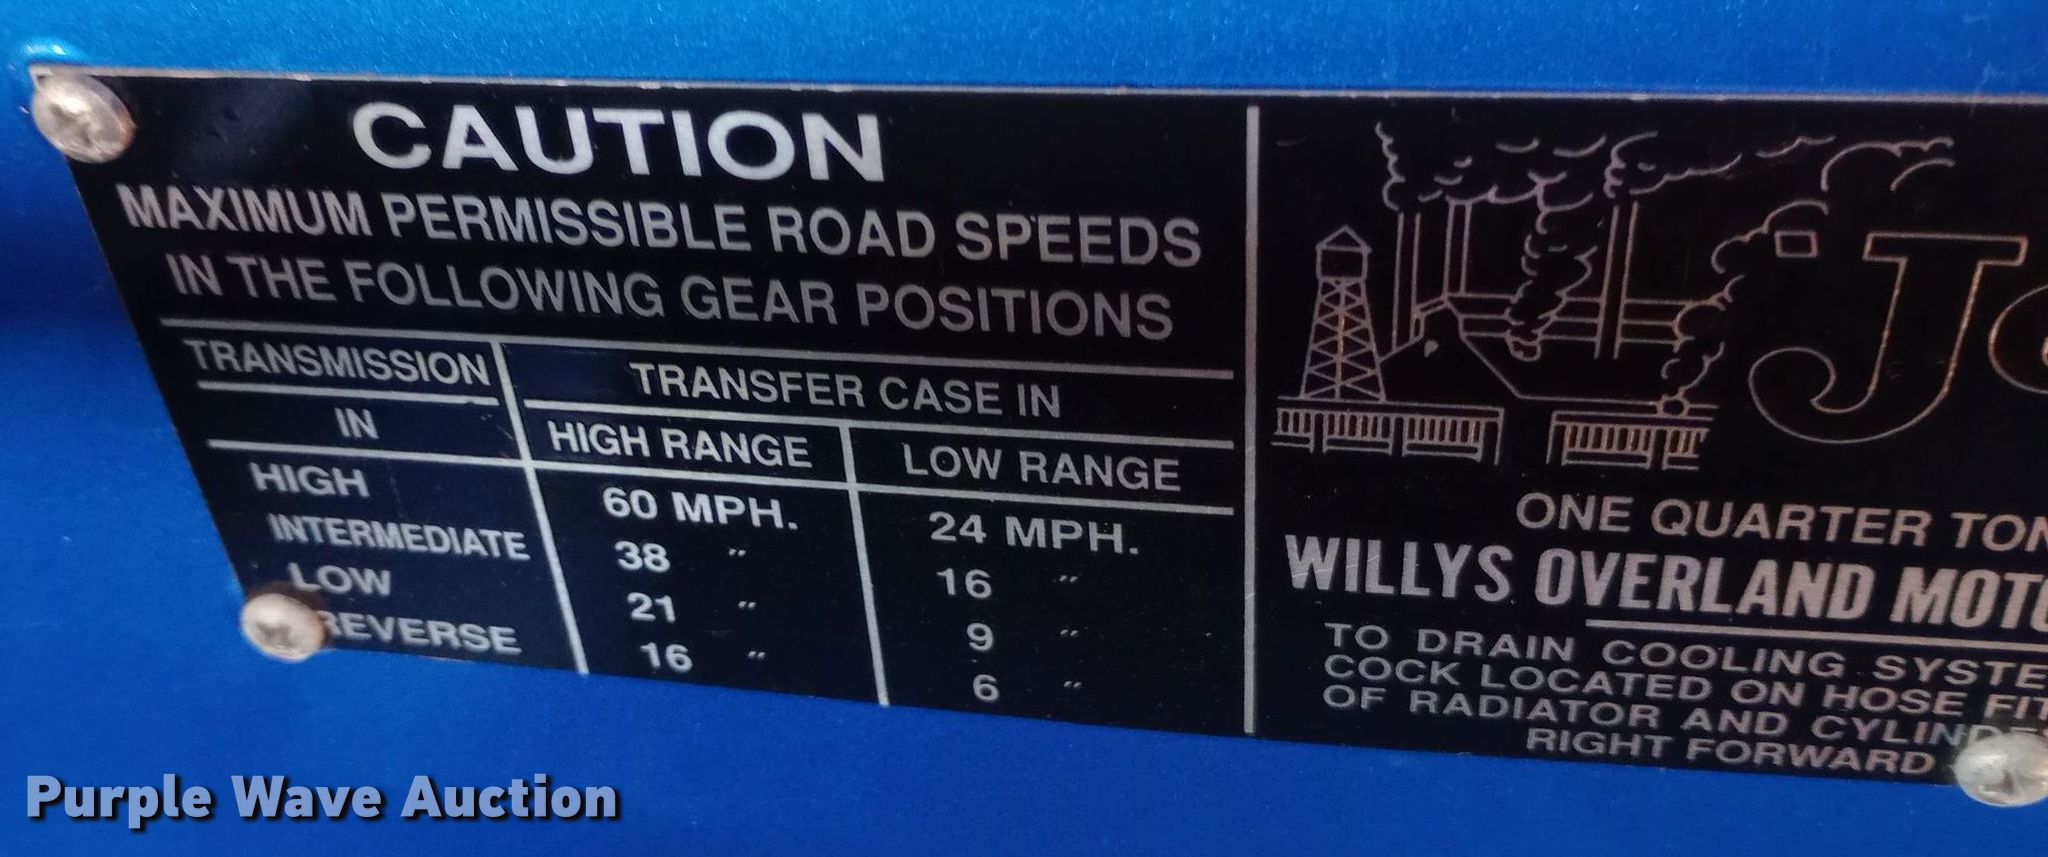 CAUTION
MAXIMUM PERMISSIBLE ROAD SPEEDS
IN THE FOLLOWING GEAR POSITIONS
TRANSMISSION
IN
TRANSFER CASE IN
HIGH RANGE LOW RANGE
HIGH 60 MPH. 24 MPH.
INTERMEDIATE 38 " 16 "
LOW 21 " 9 "
REVERSE 16 " 6 "
ONE QUARTER TON
WILLYS OVERLAND
TO DRAIN COOLING
COCK LOCATED ON HOSE
OF RADIATOR AND
RIGHT FORWARD
Purple Wave Auction